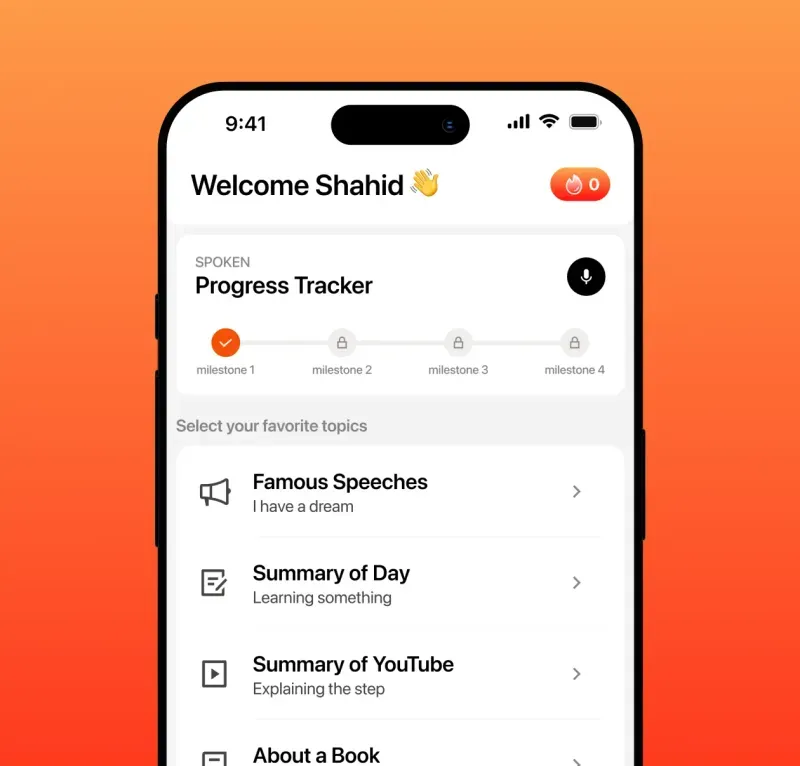 9:41
Welcome Shahid 👋
0
SPOKEN
Progress Tracker
milestone 1
milestone 2
milestone 3
milestone 4
Select your favorite topics
Famous Speeches
I have a dream
Summary of Day
Learning something
Summary of YouTube
Explaining the step
About a Book